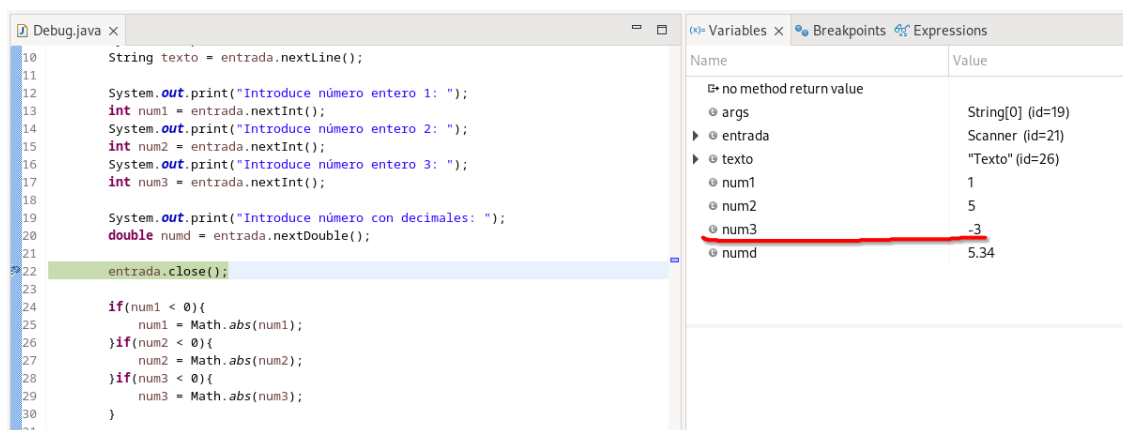 Debug.java
10 String texto = entrada.nextLine();
11
12 System.out.print("Introduce número entero 1: ");
13 int num1 = entrada.nextInt();
14 System.out.print("Introduce número entero 2: ");
15 int num2 = entrada.nextInt();
16 System.out.print("Introduce número entero 3: ");
17 int num3 = entrada.nextInt();
18
19 System.out.print("Introduce número con decimales: ");
20 double numd = entrada.nextDouble();
21
22 entrada.close();
23
24 if(num1 < 0){
25 num1 = Math.abs(num1);
26 }if(num2 < 0){
27 num2 = Math.abs(num2);
28 }if(num3 < 0){
29 num3 = Math.abs(num3);
30 }
(x)= Variables Breakpoints Expressions
Name Value
no method return value
args String[0] (id=19)
entrada Scanner (id=21)
texto "Texto" (id=26)
num1 1
num2 5
num3 -3
numd 5.34